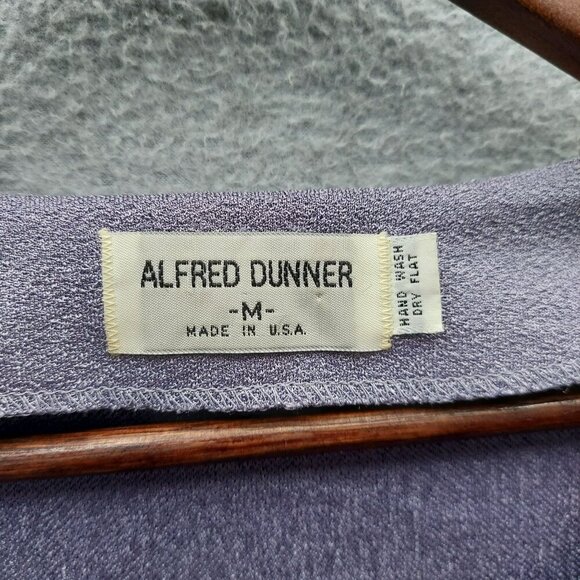 ALFRED DUNNER
-M-
MADE IN U.S.A.
HAND WASH
DRY FLAT